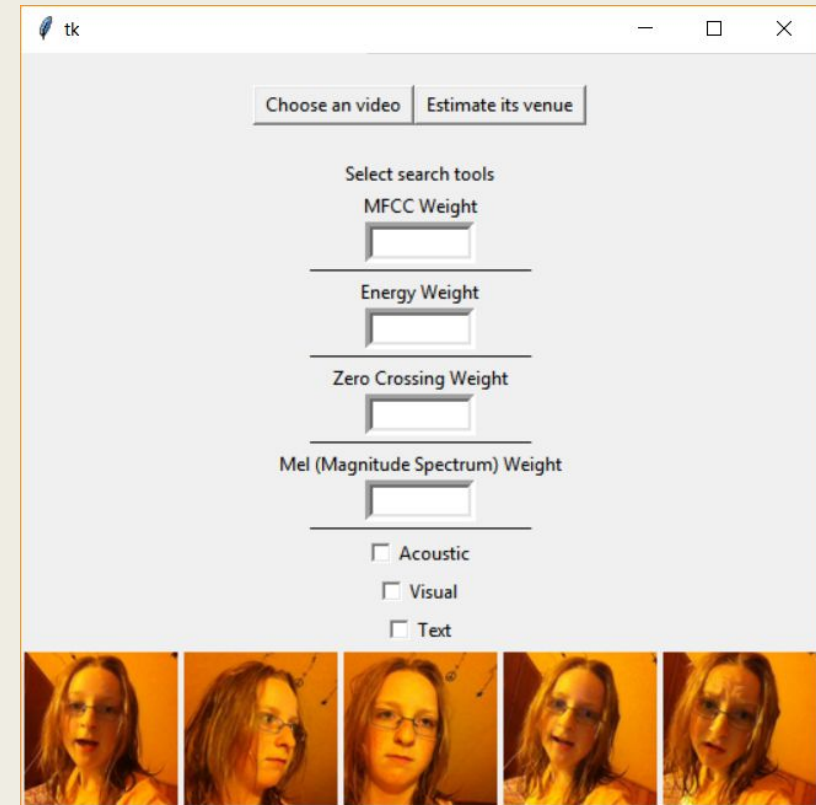 tk
Choose an video Estimate its venue
Select search tools
MFCC Weight
Energy Weight
Zero Crossing Weight
Mel (Magnitude Spectrum) Weight
Acoustic
Visual
Text